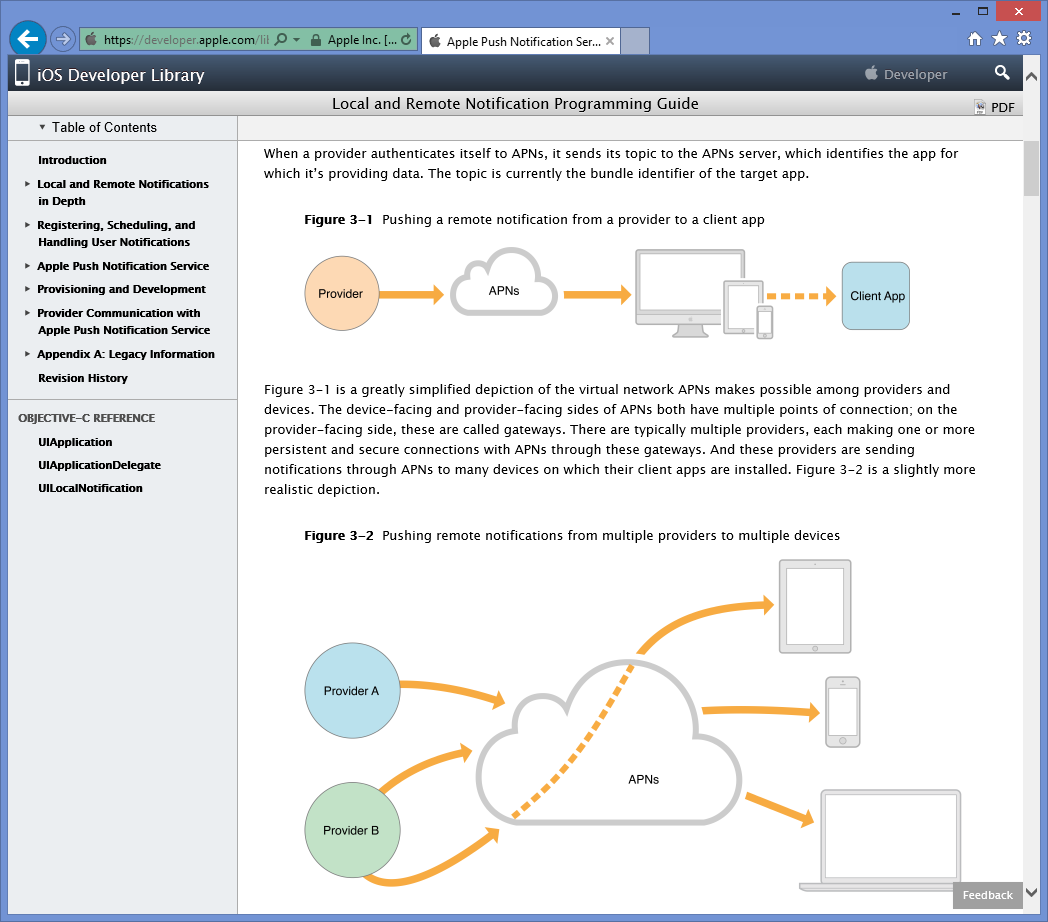 https://developer.apple.com/lil
Apple Inc. [...
Apple Push Notification Ser...
iOS Developer Library
Developer
Local and Remote Notification Programming Guide
PDF
Table of Contents
Introduction
Local and Remote Notifications
in Depth
Registering, Scheduling, and
Handling User Notifications
Apple Push Notification Service
Provisioning and Development
Provider Communication with
Apple Push Notification Service
Appendix A: Legacy Information
Revision History
OBJECTIVE-C REFERENCE
UIApplication
UIApplicationDelegate
UILocalNotification
When a provider authenticates itself to APNs, it sends its topic to the APNs server, which identifies the app for
which it's providing data. The topic is currently the bundle identifier of the target app.
Figure 3-1 Pushing a remote notification from a provider to a client app
Provider
APNs
Client App
Figure 3-1 is a greatly simplified depiction of the virtual network APNs makes possible among providers and
devices. The device-facing and provider-facing sides of APNs both have multiple points of connection; on the
provider-facing side, these are called gateways. There are typically multiple providers, each making one or more
persistent and secure connections with APNs through these gateways. And these providers are sending
notifications through APNs to many devices on which their client apps are installed. Figure 3-2 is a slightly more
realistic depiction.
Figure 3-2 Pushing remote notifications from multiple providers to multiple devices
Provider A
APNs
Provider B
Feedback